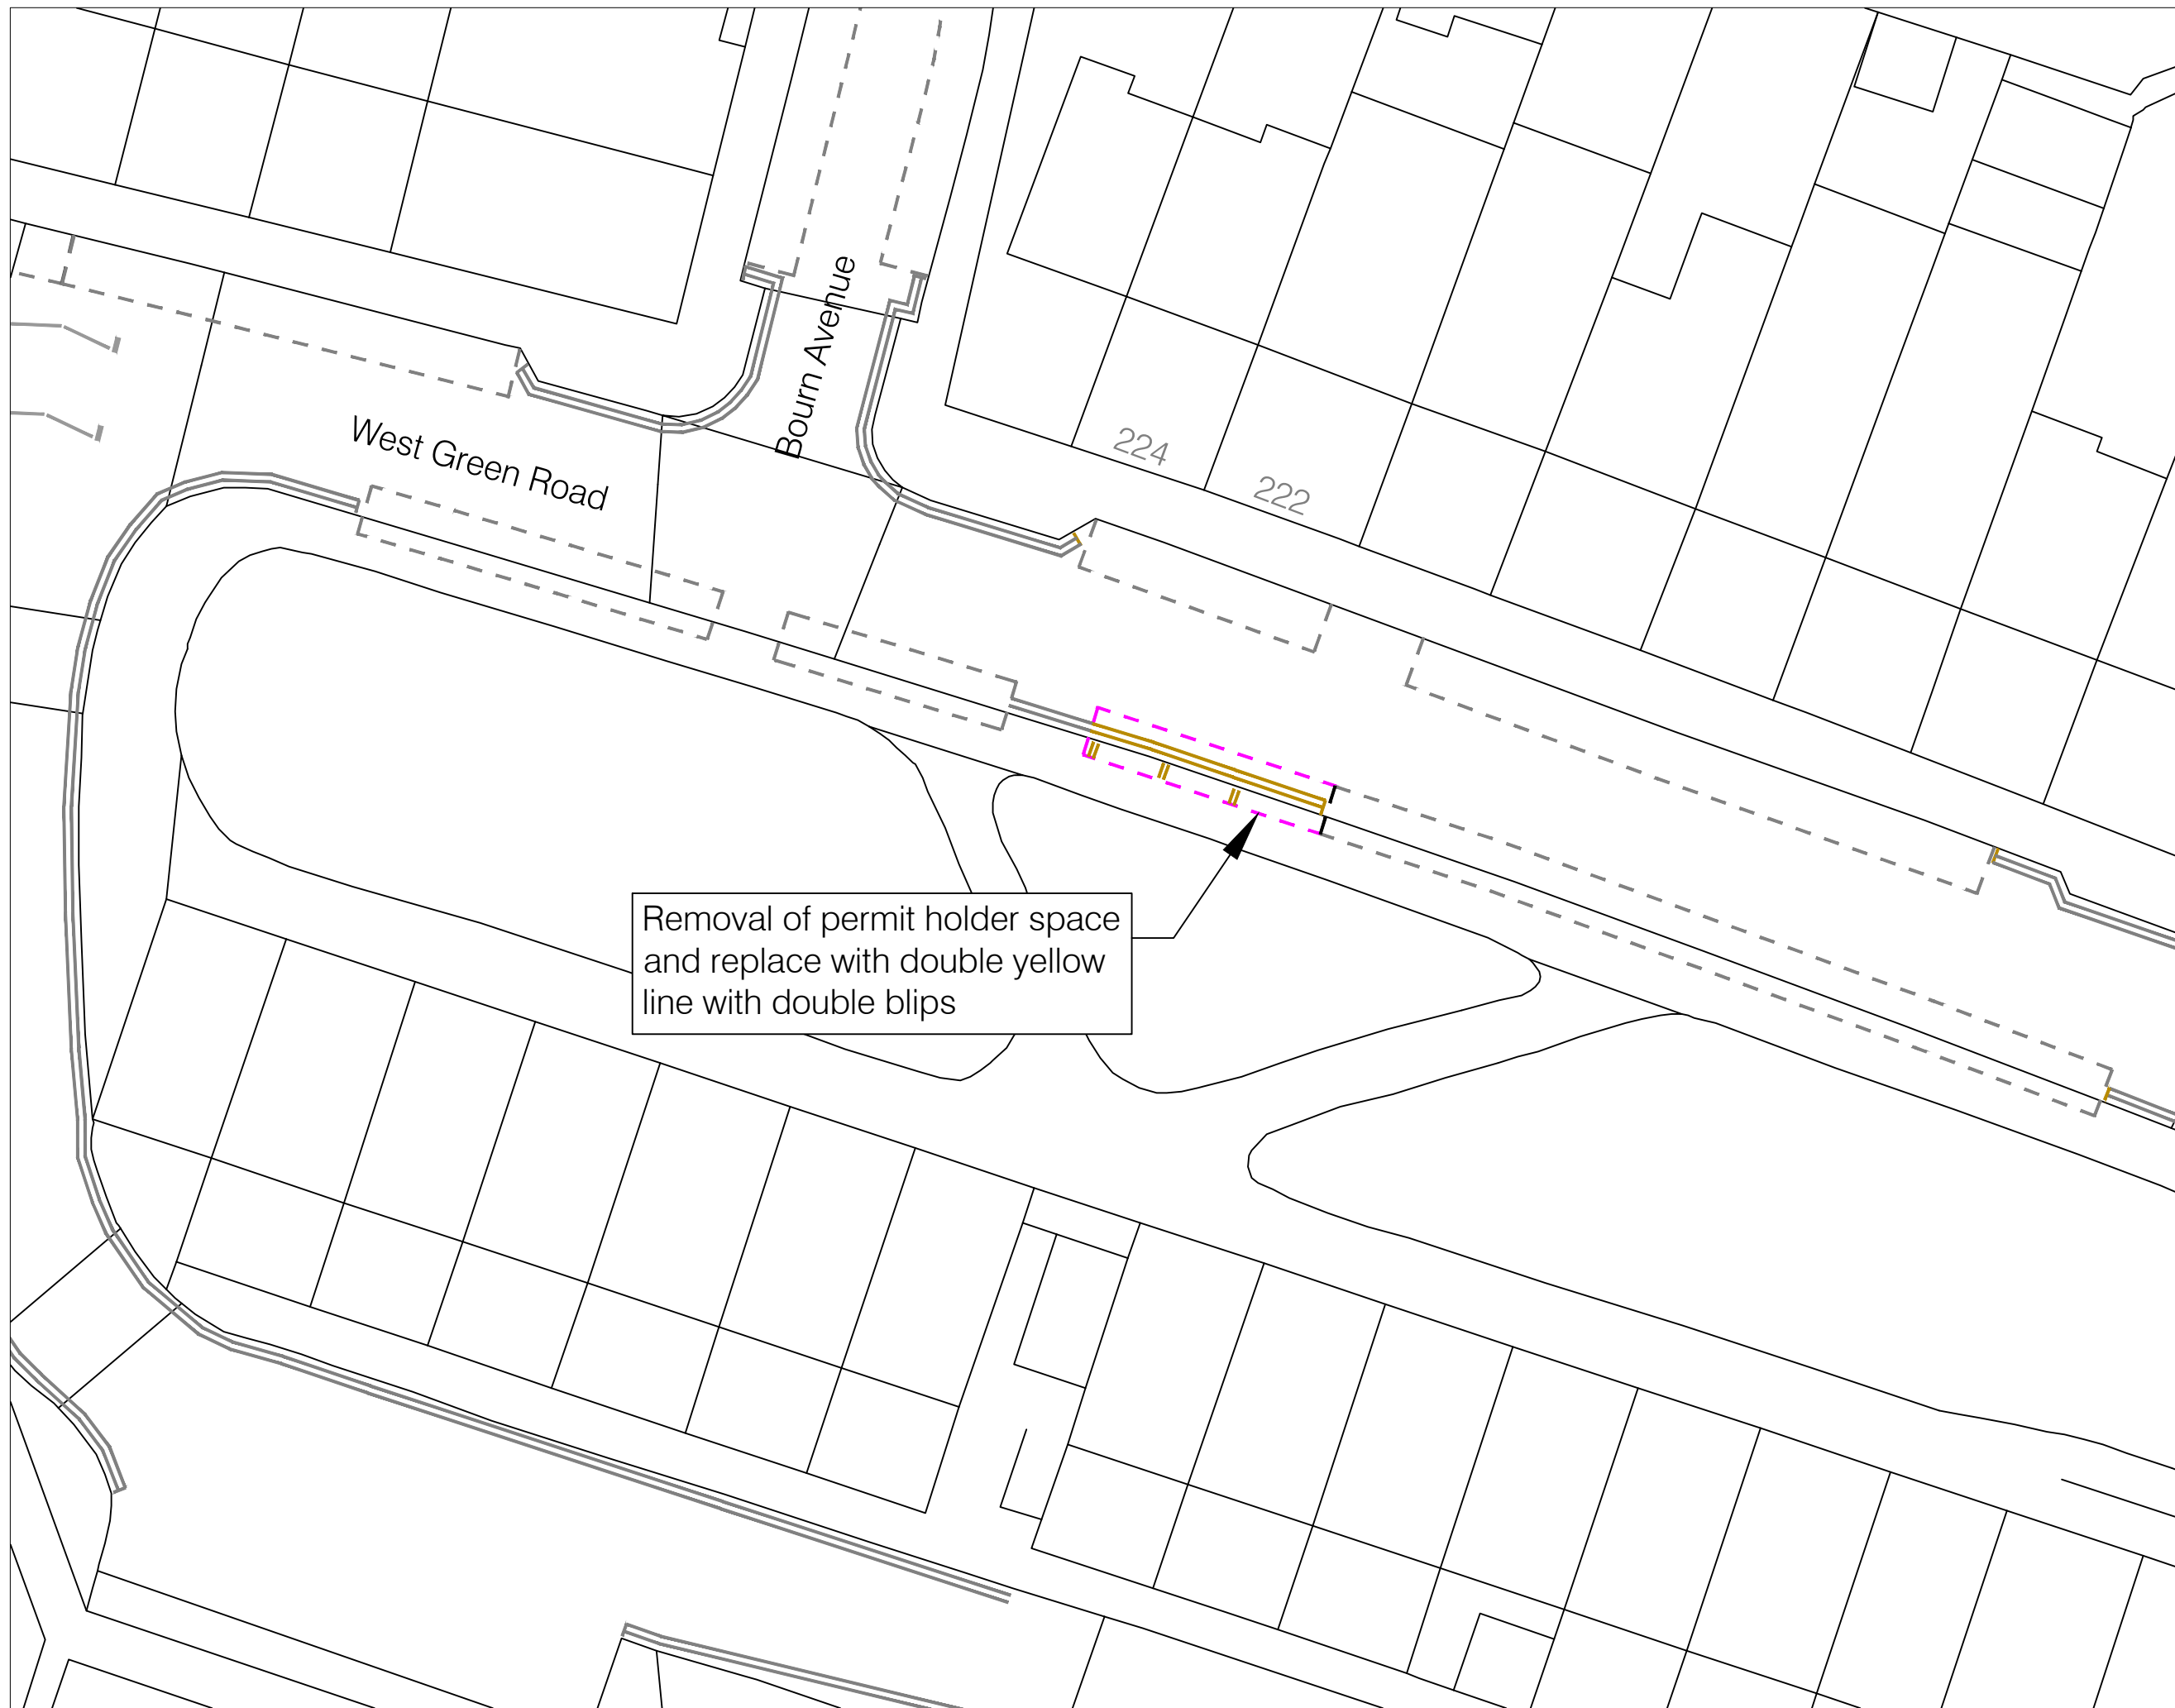 Bourn Avenue
West Green Road
224
222
Removal of permit holder space
and replace with double yellow
line with double blips